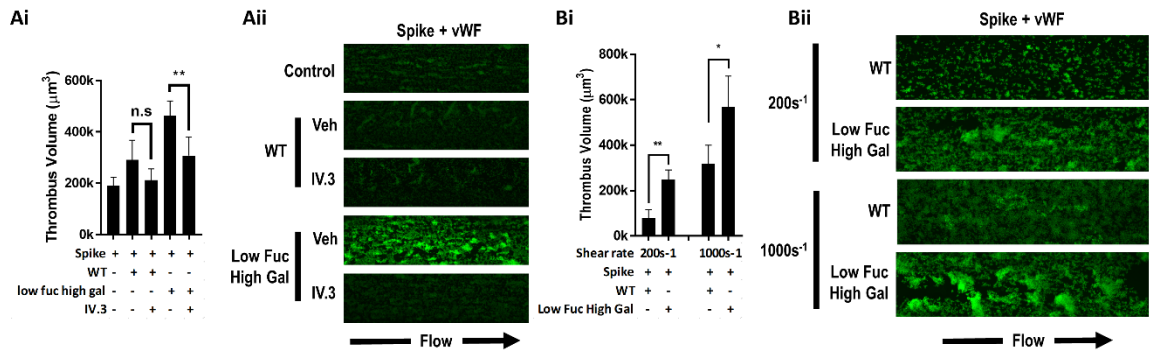 Ai
Thrombus Volume (µm³)
600k
400k
200k
0k
n.s
**
Spike + + + + +
WT - + + - -
low fuc high gal - - - + +
IV.3 - - + - +
Aii
Spike + vWF
Control
WT
Veh
IV.3
Low Fuc
High Gal
Veh
IV.3
Flow
Bi
Thrombus Volume (µm³)
800k
600k
400k
200k
0k
**
*
Shear rate 200s-1 1000s-1
Spike + + + +
WT + - + -
Low Fuc High Gal - + - +
Bii
Spike + vWF
200s⁻¹
WT
Low Fuc
High Gal
1000s⁻¹
WT
Low Fuc
High Gal
Flow